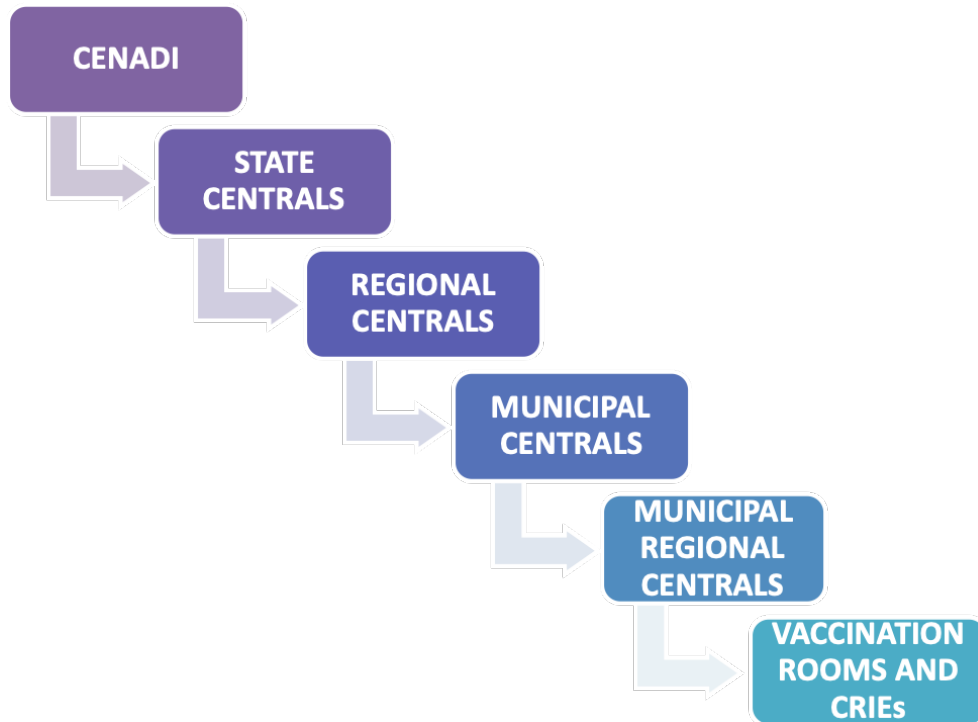 CENADI
STATE
CENTRALS
REGIONAL
CENTRALS
MUNICIPAL
CENTRALS
MUNICIPAL
REGIONAL
CENTRALS
VACCINATION
ROOMS AND
CRIEs